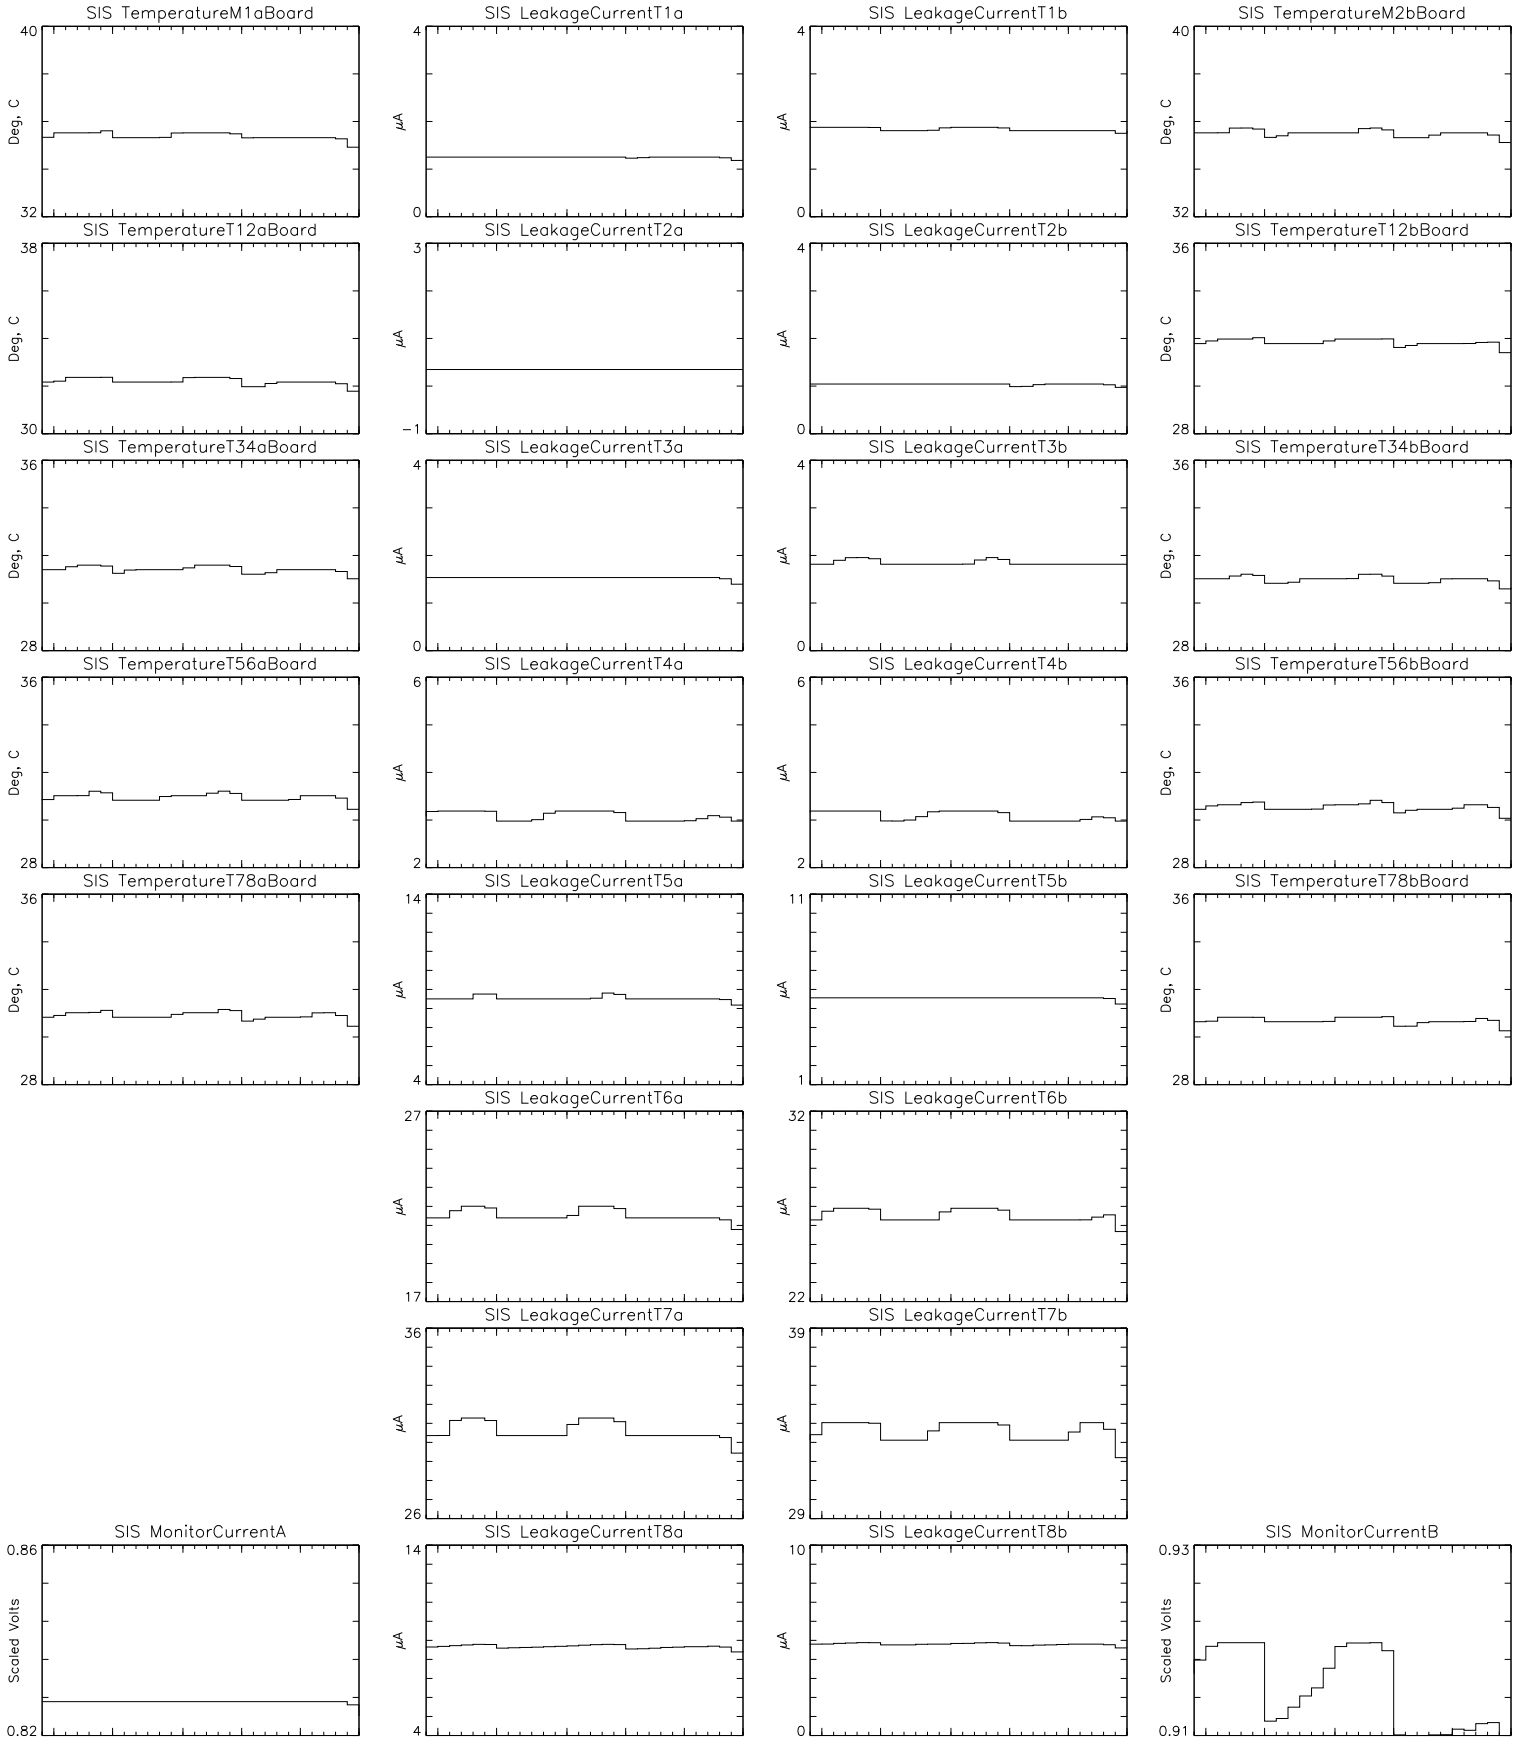 SIS TemperatureM1aBoard
40
Deg, C
32
SIS LeakageCurrentT1a
4
μA
0
SIS LeakageCurrentT1b
4
μA
0
SIS TemperatureM2bBoard
40
Deg, C
32
SIS TemperatureT12aBoard
38
Deg, C
30
SIS LeakageCurrentT2a
3
μA
-1
SIS LeakageCurrentT2b
4
μA
0
SIS TemperatureT12bBoard
36
Deg, C
28
SIS TemperatureT34aBoard
36
Deg, C
28
SIS LeakageCurrentT3a
4
μA
0
SIS LeakageCurrentT3b
4
μA
0
SIS TemperatureT34bBoard
36
Deg, C
28
SIS TemperatureT56aBoard
36
Deg, C
28
SIS LeakageCurrentT4a
6
μA
2
SIS LeakageCurrentT4b
6
μA
2
SIS TemperatureT56bBoard
36
Deg, C
28
SIS TemperatureT78aBoard
36
Deg, C
28
SIS LeakageCurrentT5a
14
μA
4
SIS LeakageCurrentT5b
11
μA
1
SIS TemperatureT78bBoard
36
Deg, C
28
SIS LeakageCurrentT6a
27
μA
17
SIS LeakageCurrentT6b
32
μA
22
SIS LeakageCurrentT7a
36
μA
26
SIS LeakageCurrentT7b
39
μA
29
SIS MonitorCurrentA
0.86
Scaled Volts
0.82
SIS LeakageCurrentT8a
14
μA
4
SIS LeakageCurrentT8b
10
μA
0
SIS MonitorCurrentB
0.93
Scaled Volts
0.91